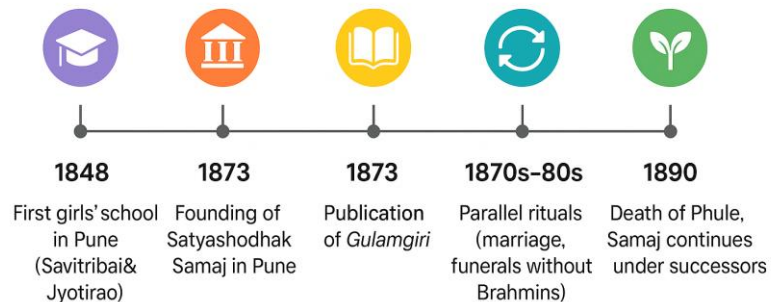 1848
First girls' school
in Pune
(Savitribai&
Jyotirao)
1873
Founding of
Satyashodhak
Samaj in Pune
1873
Publication
of Gulamgiri
1870s–80s
Parallel rituals
(marriage,
funerals without
Brahmins)
1890
Death of Phule,
Samaj continues
under successors